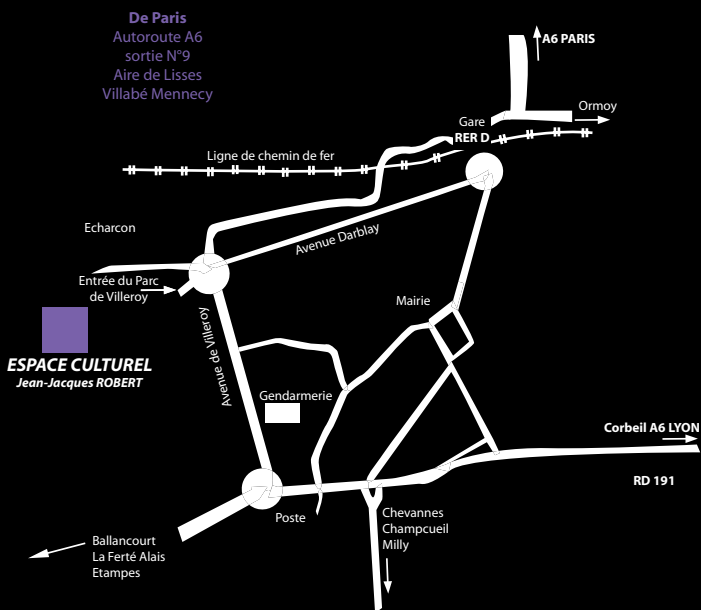 De Paris
Autoroute A6
sortie N°9
Aire de Lisses
Villabé Mennecy
A6 PARIS
Ormoy
Gare
RER D
Ligne de chemin de fer
Echarcon
Avenue Darblay
Entrée du Parc
de Villeroy
Mairie
Avenue de Villeroy
ESPACE CULTUREL
Jean-Jacques ROBERT
Gendarmerie
Corbeil A6 LYON
RD 191
Poste
Chevannes
Champcueil
Milly
Ballancourt
La Ferté Alais
Etampes